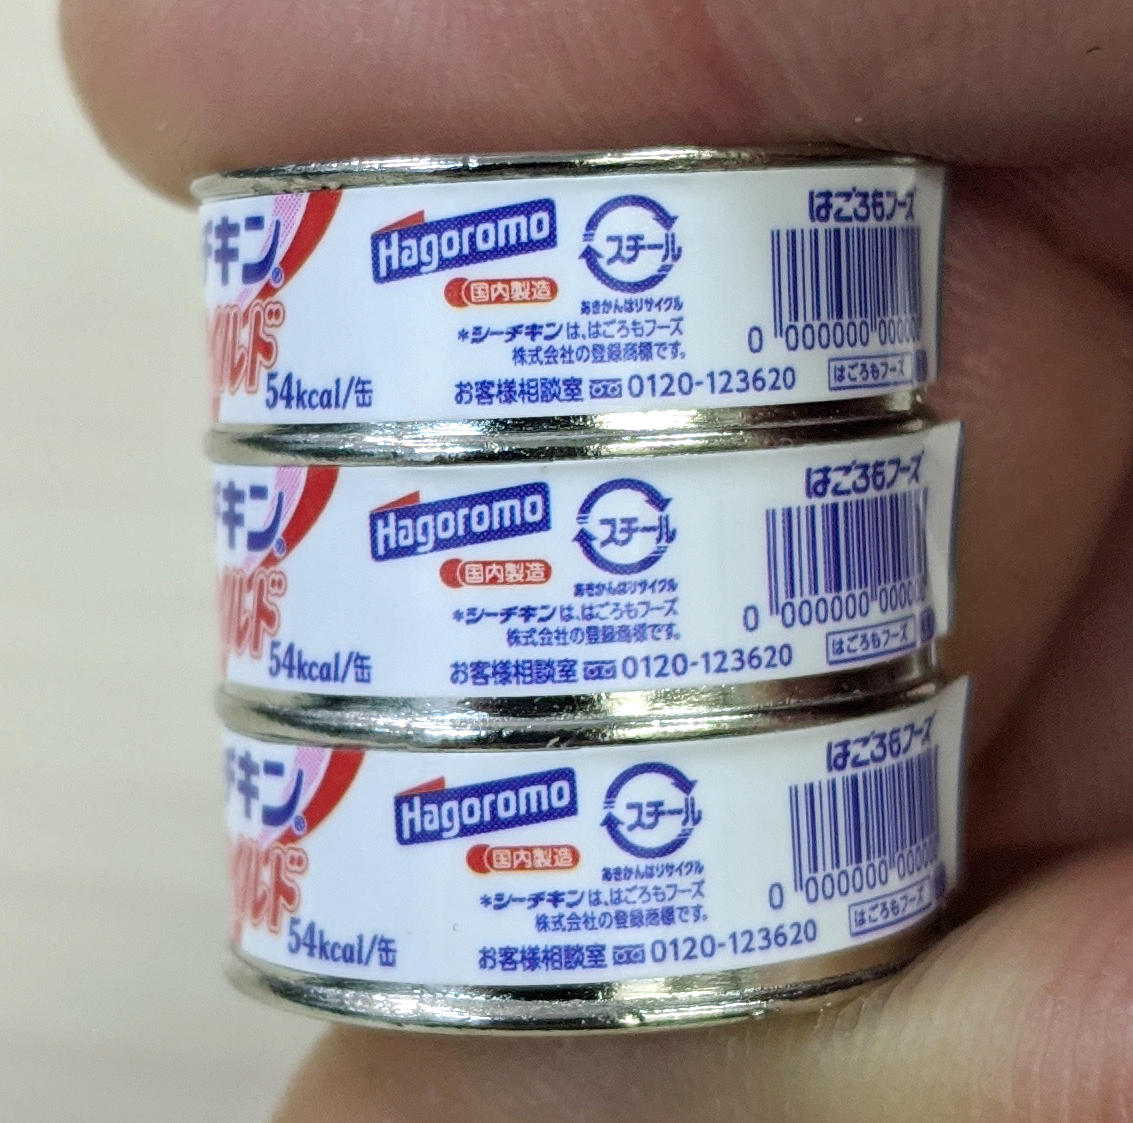 チキン®
マイルド
54kcal/缶
Hagoromo
国内製造
スチール
あきかんはリサイクル
*シーチキンは、はごろもフーズ
株式会社の登録商標です。
お客様相談室 0120-123620
はごろもフーズ
0 000000 00000
はごろもフーズ
チキン®
マイルド
54kcal/缶
Hagoromo
国内製造
スチール
あきかんはリサイクル
*シーチキンは、はごろもフーズ
株式会社の登録商標です。
お客様相談室 0120-123620
はごろもフーズ
0 000000 00000
はごろもフーズ
チキン®
マイルド
54kcal/缶
Hagoromo
国内製造
スチール
あきかんはリサイクル
*シーチキンは、はごろもフーズ
株式会社の登録商標です。
お客様相談室 0120-123620
はごろもフーズ
0 000000 00000
はごろもフーズ